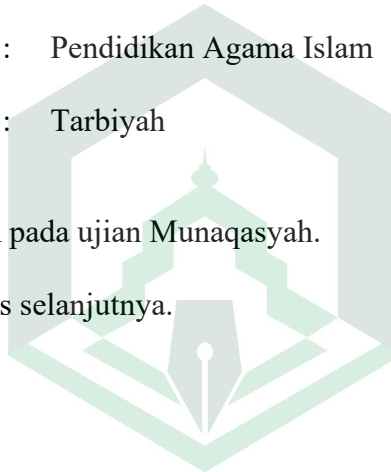 : Pendidikan Agama Islam
: Tarbiyah
pada ujian Munaqasyah.
s selanjutnya.